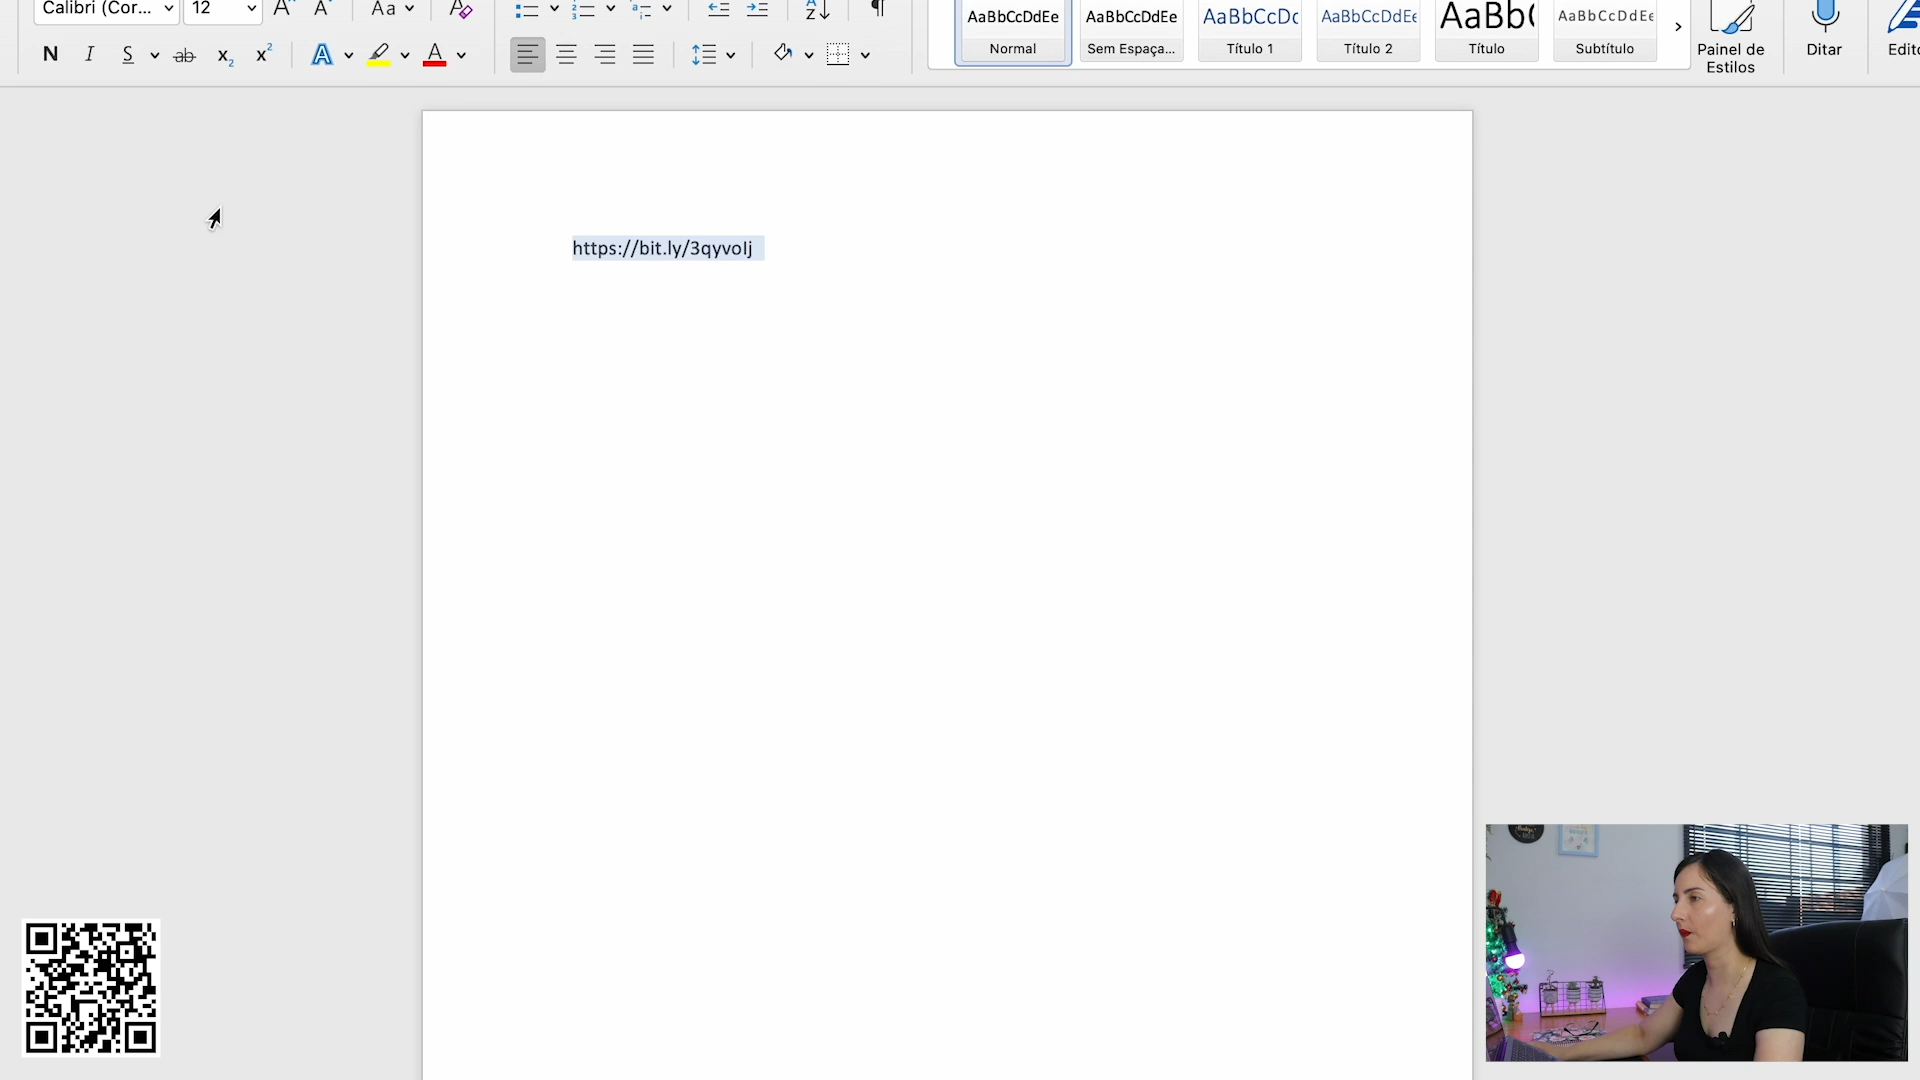 Calibri (Cor...
12
Aa
N
I
S
ab
x2
x2
A
A
A
Z
AaBbCcDdEe
AaBbCcDdEe
AaBbCcDc
AaBbCcDdEe
AaBb(
AaBbCcDdEe
Normal
Sem Espaça...
Título 1
Título 2
Título
Subtítulo
Painel de
Estilos
Ditar
https://bit.ly/3qyvoIj